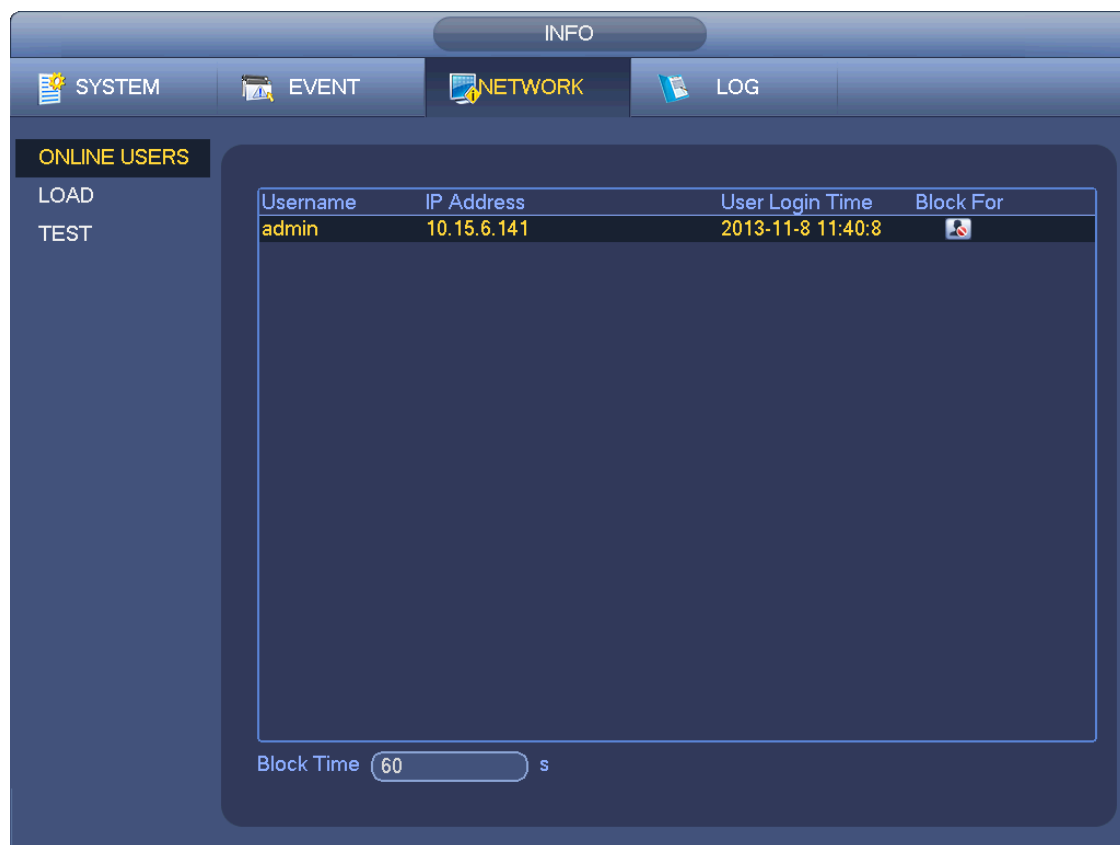 INFO
SYSTEM EVENT NETWORK LOG
ONLINE USERS
LOAD
TEST
Username IP Address User Login Time Block For
admin 10.15.6.141 2013-11-8 11:40:8
Block Time 60 s